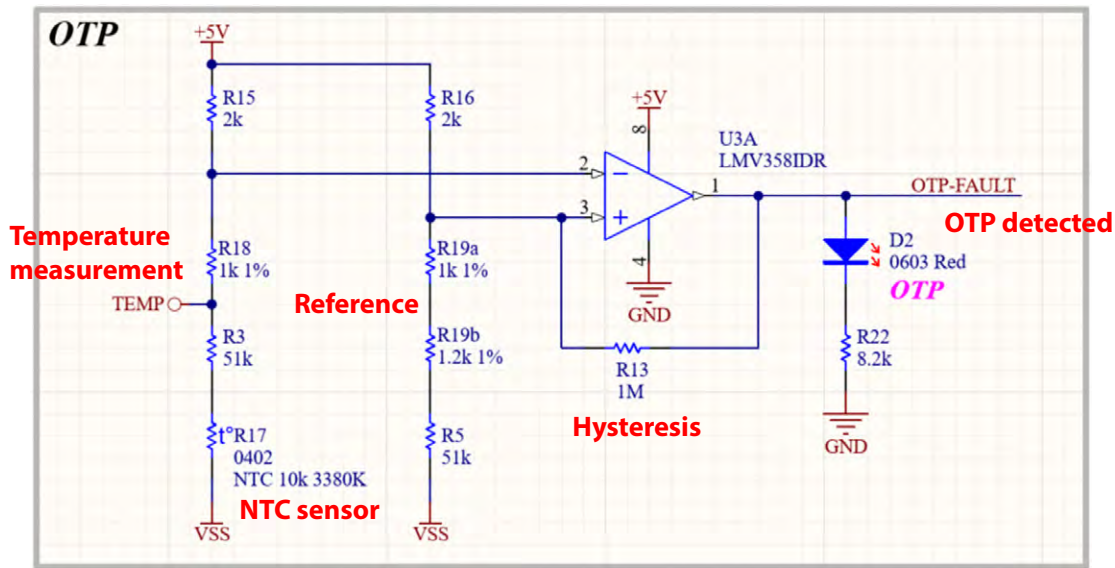 OTP
+5V
R15
2k
R16
2k
+5V
8
U3A
LMV358IDR
2
1
3
OTP-FAULT
OTP detected
Temperature
measurement
R18
1k 1%
R19a
1k 1%
4
D2
0603 Red
OTP
TEMP
Reference
GND
R3
51k
R19b
1.2k 1%
R13
1M
R22
8.2k
Hysteresis
t°R17
0402
NTC 10k 3380K
R5
51k
GND
NTC sensor
VSS
VSS